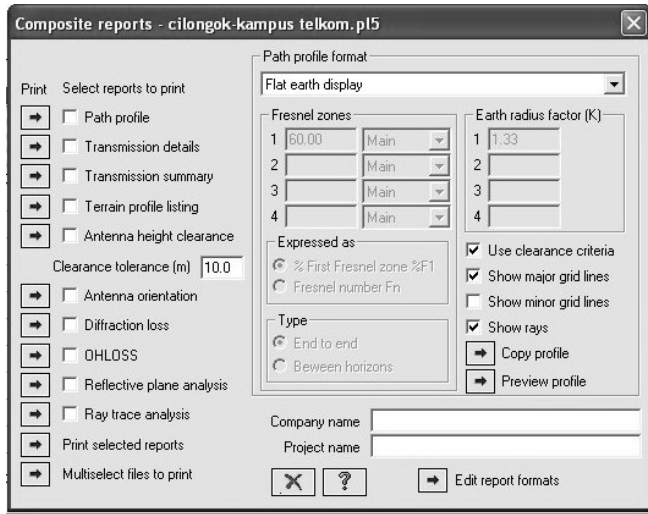 Composite reports - cilongok-kampus telkom.pl5
Print Select reports to print
Path profile
Transmission details
Transmission summary
Terrain profile listing
Antenna height clearance
Clearance tolerance (m) 10.0
Antenna orientation
Diffraction loss
OHLOSS
Reflective plane analysis
Ray trace analysis
Print selected reports
Multiselect files to print
Path profile format
Flat earth display
Fresnel zones
1 60.00 Main
2 Main
3 Main
4 Main
Expressed as
% First Fresnel zone %F1
Fresnel number Fn
Type
End to end
Beween horizons
Earth radius factor (K)
1 1.33
2
3
4
Use clearance criteria
Show major grid lines
Show minor grid lines
Show rays
Copy profile
Preview profile
Company name
Project name
?
Edit report formats